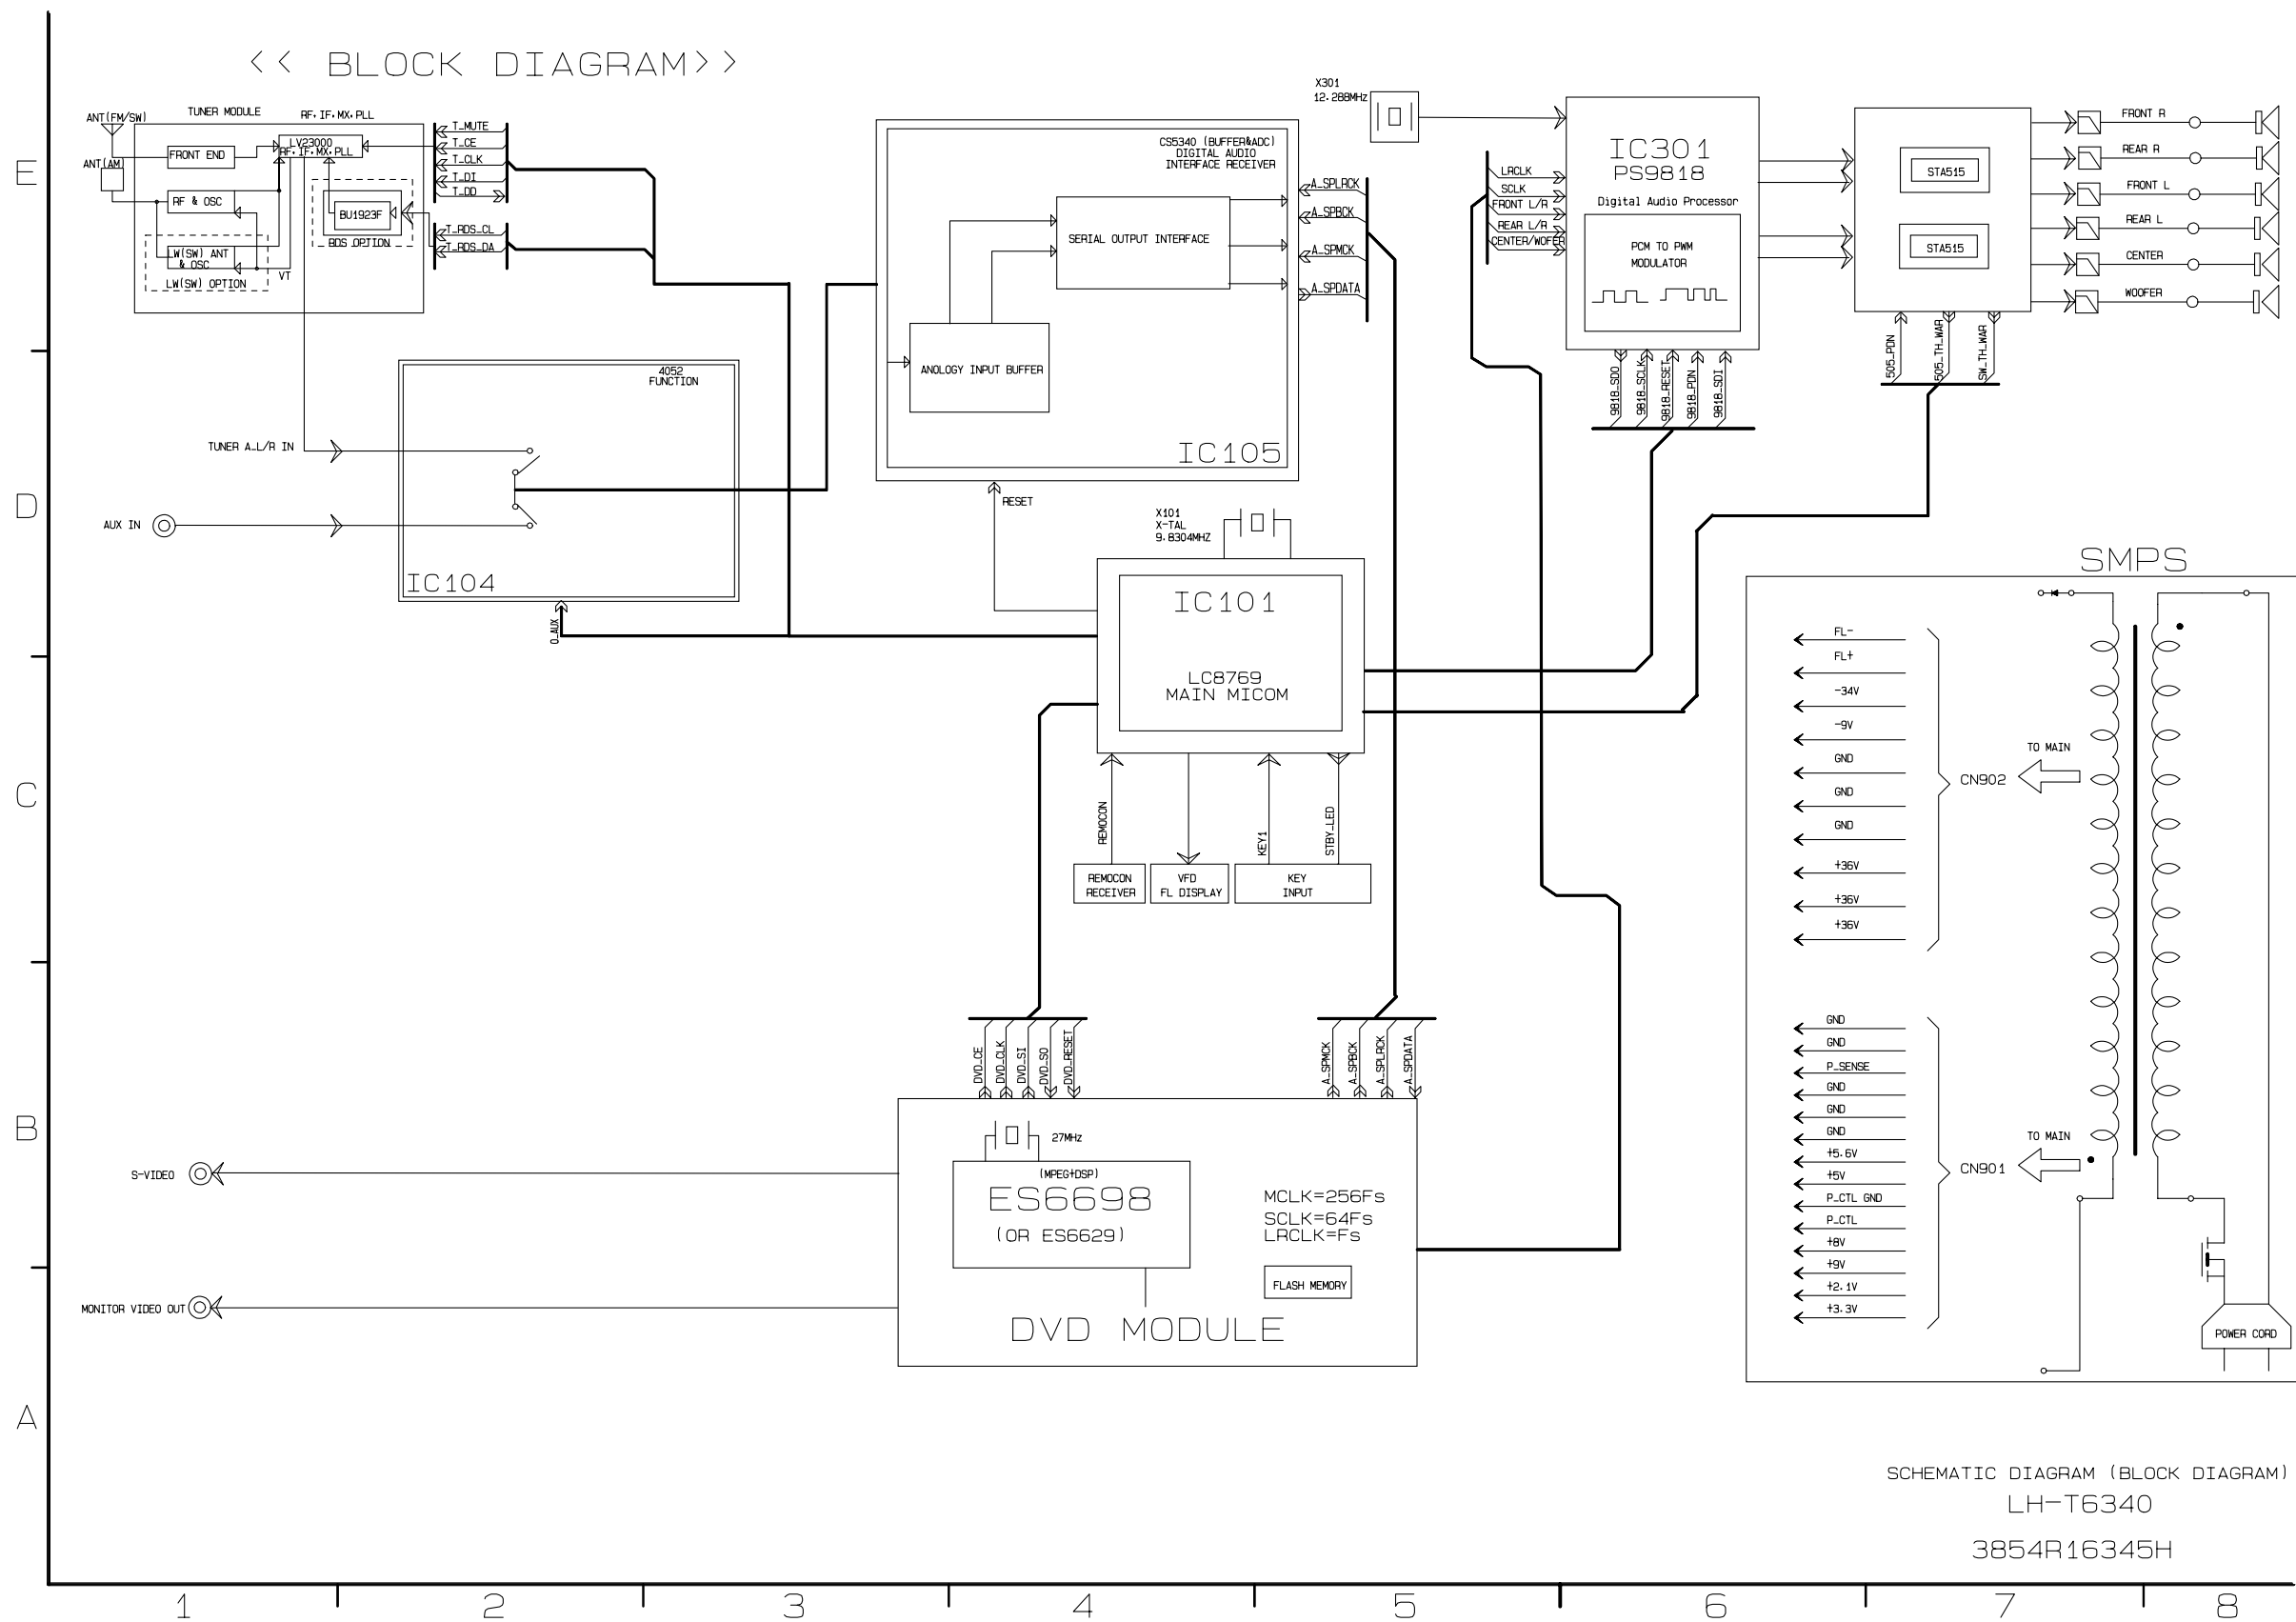 << BLOCK DIAGRAM>>
TUNER MODULE
RF.IF.MX.PLL
ANT(FM/SW)
ANT(AM)
FRONT END
LV23000
RF.IF.MX.PLL
RF & OSC
BU1923F
RDS OPTION
LW(SW) ANT
& OSC
LW(SW) OPTION
VT
T_MUTE
T_CE
T_CLK
T_DI
T_DO
T_RDS_CL
T_RDS_DA
4052
FUNCTION
TUNER A_L/R IN
AUX IN
IC104
O_AUX
CS5340 (BUFFER&ADC)
DIGITAL AUDIO
INTERFACE RECEIVER
SERIAL OUTPUT INTERFACE
ANOLOGY INPUT BUFFER
IC105
A_SPLRCK
A_SPBCK
A_SPMCK
A_SPDATA
RESET
X301
12.288MHz
LRCLK
SCLK
FRONT L/R
REAR L/R
CENTER/WOFER
IC301
PS9818
Digital Audio Processor
PCM TO PWM
MODULATOR
9818_SDO
9818_SCLK
9818_RESET
9818_PDN
9818_SDI
STA515
STA515
505_PDN
505_TH_WAR
SW_TH_WAR
FRONT R
REAR R
FRONT L
REAR L
CENTER
WOOFER
X101
X-TAL
9.8304MHZ
IC101
LC8769
MAIN MICOM
REMOCON
KEY1
STBY_LED
REMOCON
RECEIVER
VFD
FL DISPLAY
KEY
INPUT
DVD_CE
DVD_CLK
DVD_SI
DVD_SO
DVD_RESET
A_SPMCK
A_SPBCK
A_SPLRCK
A_SPDATA
27MHz
(MPEG+DSP)
ES6698
(OR ES6629)
MCLK=256Fs
SCLK=64Fs
LRCLK=Fs
FLASH MEMORY
DVD MODULE
S-VIDEO
MONITOR VIDEO OUT
SMPS
FL-
FL+
-34V
-9V
GND
GND
GND
+36V
+36V
+36V
CN902
TO MAIN
GND
GND
P_SENSE
GND
GND
GND
+5.6V
+5V
P_CTL GND
P_CTL
+8V
+9V
+2.1V
+3.3V
CN901
TO MAIN
POWER CORD
SCHEMATIC DIAGRAM (BLOCK DIAGRAM)
LH-T6340
3854R16345H
E
D
C
B
A
1 2 3 4 5 6 7 8